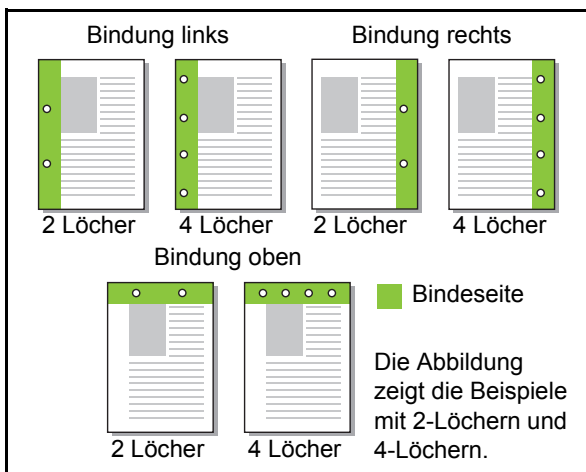 Bindung links
Bindung rechts
2 Löcher
4 Löcher
2 Löcher
4 Löcher
Bindung oben
2 Löcher
4 Löcher
Bindeseite
Die Abbildung
zeigt die Beispiele
mit 2-Löchern und
4-Löchern.